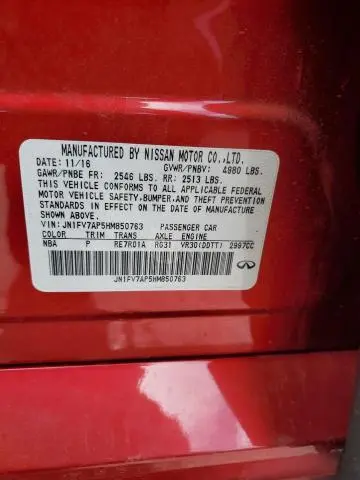 MANUFACTURED BY NISSAN MOTOR CO.,LTD.
DATE: 11/16 GVWR/PNBV: 4980 LBS.
GAWR/PNBE FR: 2546 LBS. RR: 2513 LBS.
THIS VEHICLE CONFORMS TO ALL APPLICABLE FEDERAL
MOTOR VEHICLE SAFETY,BUMPER,AND THEFT PREVENTION
STANDARDS IN EFFECT ON THE DATE OF MANUFACTURE
SHOWN ABOVE.
VIN: JN1FV7AP5HM850763 PASSENGER CAR
COLOR TRIM TRANS AXLE ENGINE
NBA P RE7R01A RG31 VR30(DDTT) 2997CC
JN1FV7AP5HM850763